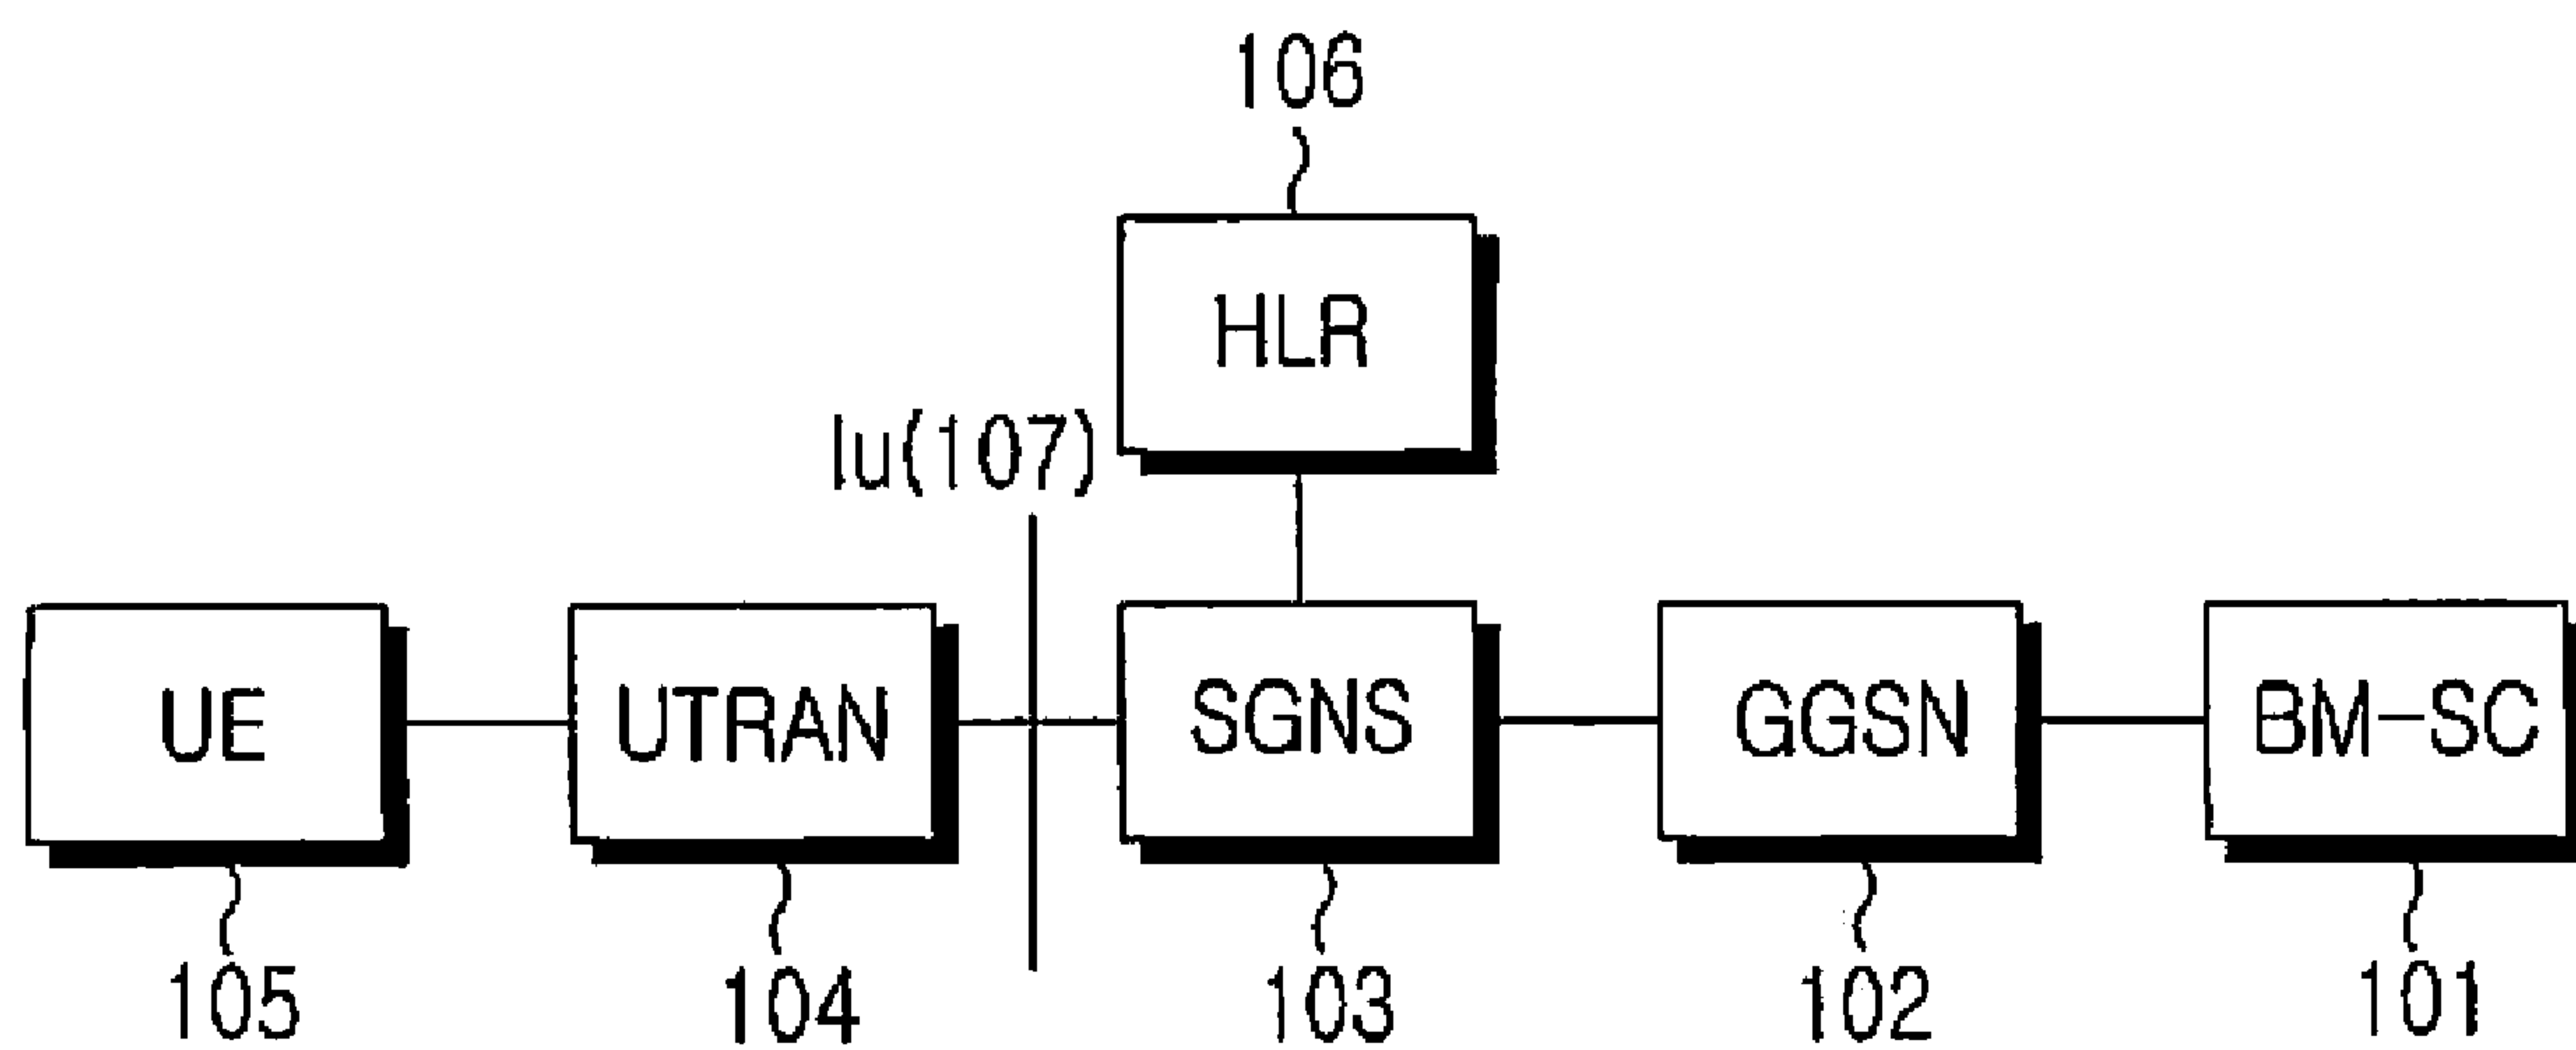 106
HLR
Iu(107)
UE
UTRAN
SGNS
GGSN
BM-SC
105
104
103
102
101